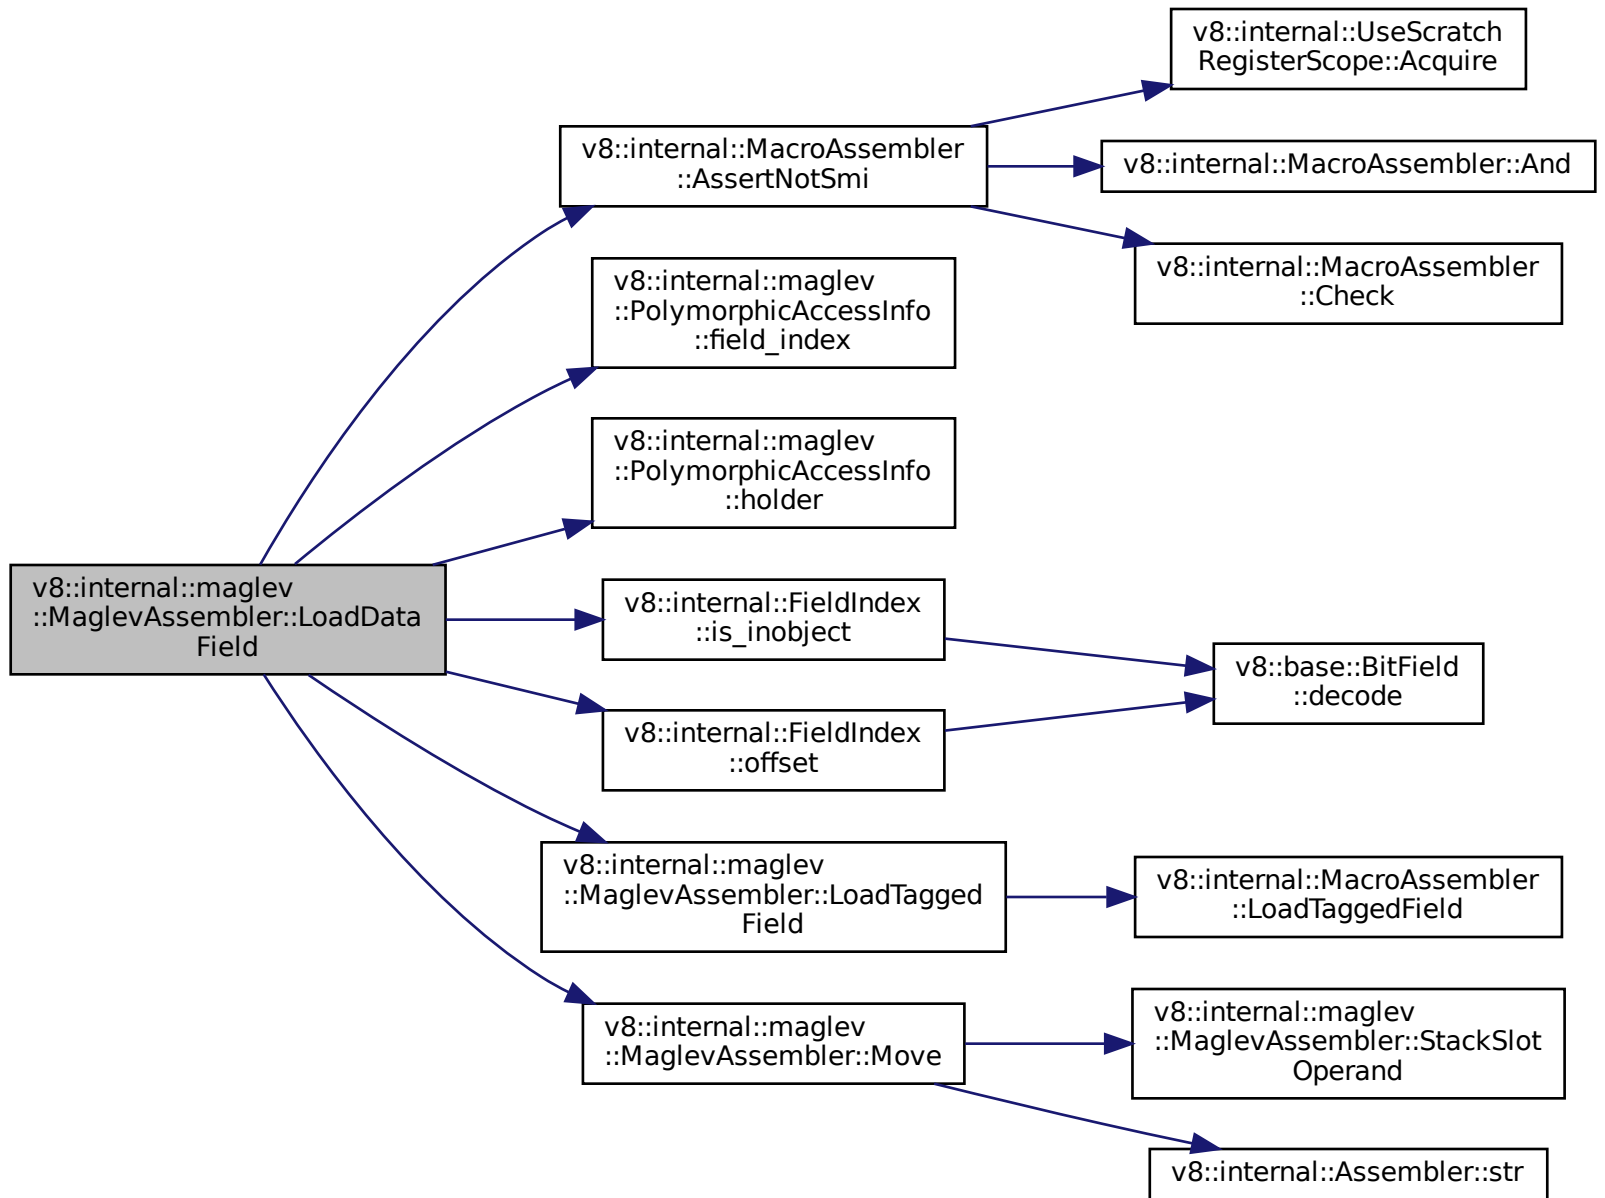 v8::internal::UseScratch
RegisterScope::Acquire
v8::internal::MacroAssembler
::AssertNotSmi
v8::internal::MacroAssembler::And
v8::internal::MacroAssembler
::Check
v8::internal::maglev
::PolymorphicAccessInfo
::field_index
v8::internal::maglev
::PolymorphicAccessInfo
::holder
v8::internal::maglev
::MaglevAssembler::LoadData
Field
v8::internal::FieldIndex
::is_inobject
v8::base::BitField
::decode
v8::internal::FieldIndex
::offset
v8::internal::maglev
::MaglevAssembler::LoadTagged
Field
v8::internal::MacroAssembler
::LoadTaggedField
v8::internal::maglev
::MaglevAssembler::Move
v8::internal::maglev
::MaglevAssembler::StackSlot
Operand
v8::internal::Assembler::str